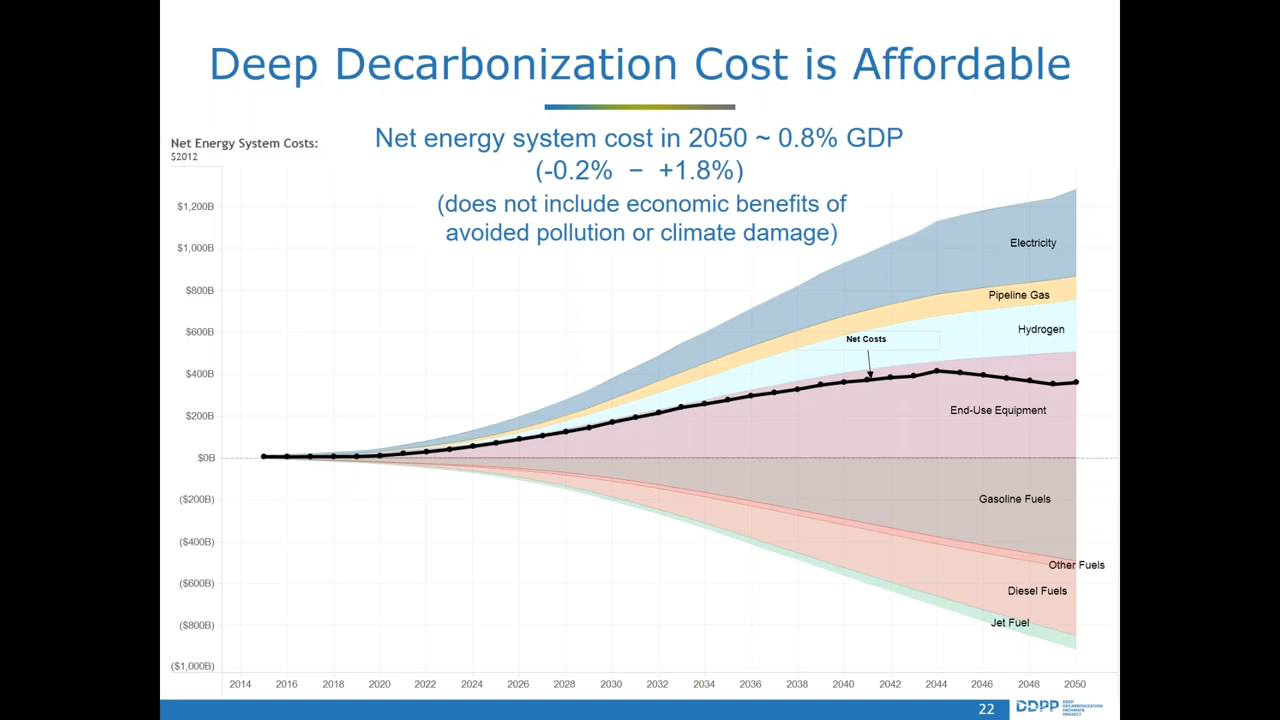 Deep Decarbonization Cost is Affordable
Net Energy System Costs:
$2012
Net energy system cost in 2050 ~ 0.8% GDP
(-0.2% − +1.8%)
(does not include economic benefits of
avoided pollution or climate damage)
$1,200B
$1,000B
$800B
$600B
$400B
$200B
$0B
($200B)
($400B)
($600B)
($800B)
($1,000B)
Electricity
Pipeline Gas
Hydrogen
Net Costs
End-Use Equipment
Gasoline Fuels
Other Fuels
Diesel Fuels
Jet Fuel
2014 2016 2018 2020 2022 2024 2026 2028 2030 2032 2034 2036 2038 2040 2042 2044 2046 2048 2050
22
DDPP
DEEP
DECARBONIZATION
PATHWAYS
PROJECT